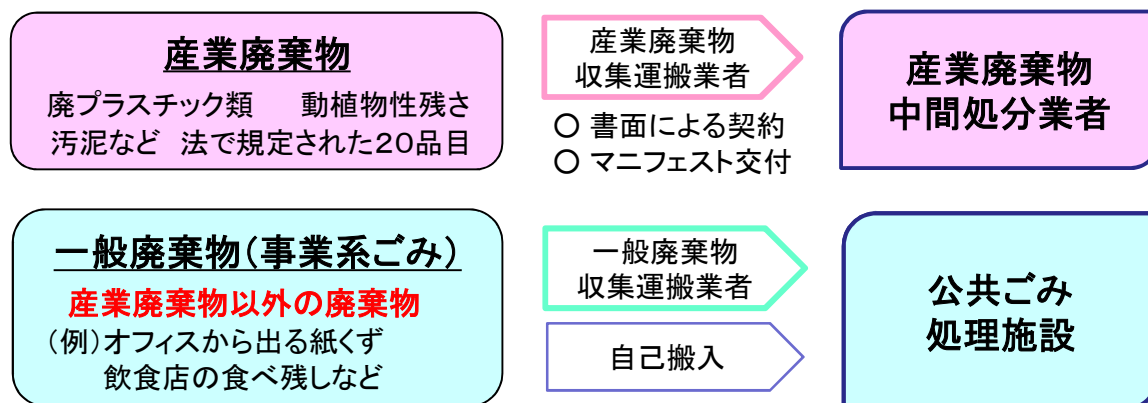 産業廃棄物
廃プラスチック類　動植物性残さ
汚泥など 法で規定された20品目
産業廃棄物
収集運搬業者
○ 書面による契約
○ マニフェスト交付
産業廃棄物
中間処分業者
一般廃棄物(事業系ごみ)
産業廃棄物以外の廃棄物
(例)オフィスから出る紙くず
飲食店の食べ残しなど
一般廃棄物
収集運搬業者
自己搬入
公共ごみ
処理施設